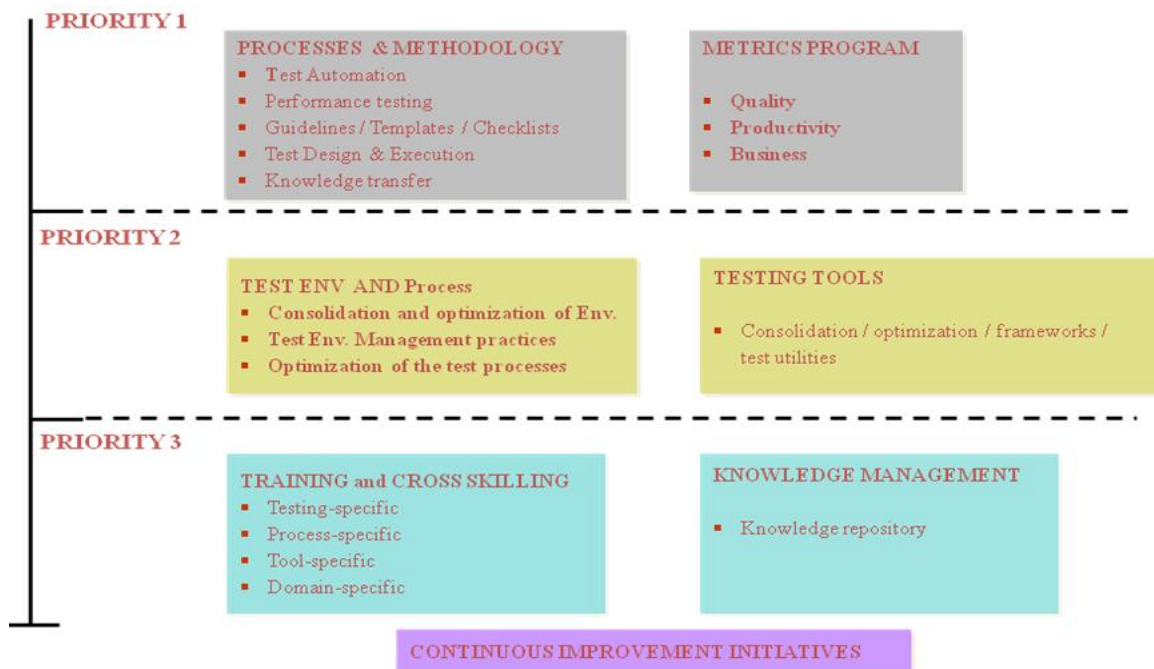 PRIORITY 1
PROCESSES & METHODOLOGY
▪ Test Automation
▪ Performance testing
▪ Guidelines / Templates / Checklists
▪ Test Design & Execution
▪ Knowledge transfer
METRICS PROGRAM
▪ Quality
▪ Productivity
▪ Business
PRIORITY 2
TEST ENV AND Process
▪ Consolidation and optimization of Env.
▪ Test Env. Management practices
▪ Optimization of the test processes
TESTING TOOLS
▪ Consolidation / optimization / frameworks /
test utilities
PRIORITY 3
TRAINING and CROSS SKILLING
▪ Testing-specific
▪ Process-specific
▪ Tool-specific
▪ Domain-specific
KNOWLEDGE MANAGEMENT
▪ Knowledge repository
CONTINUOUS IMPROVEMENT INITIATIVES